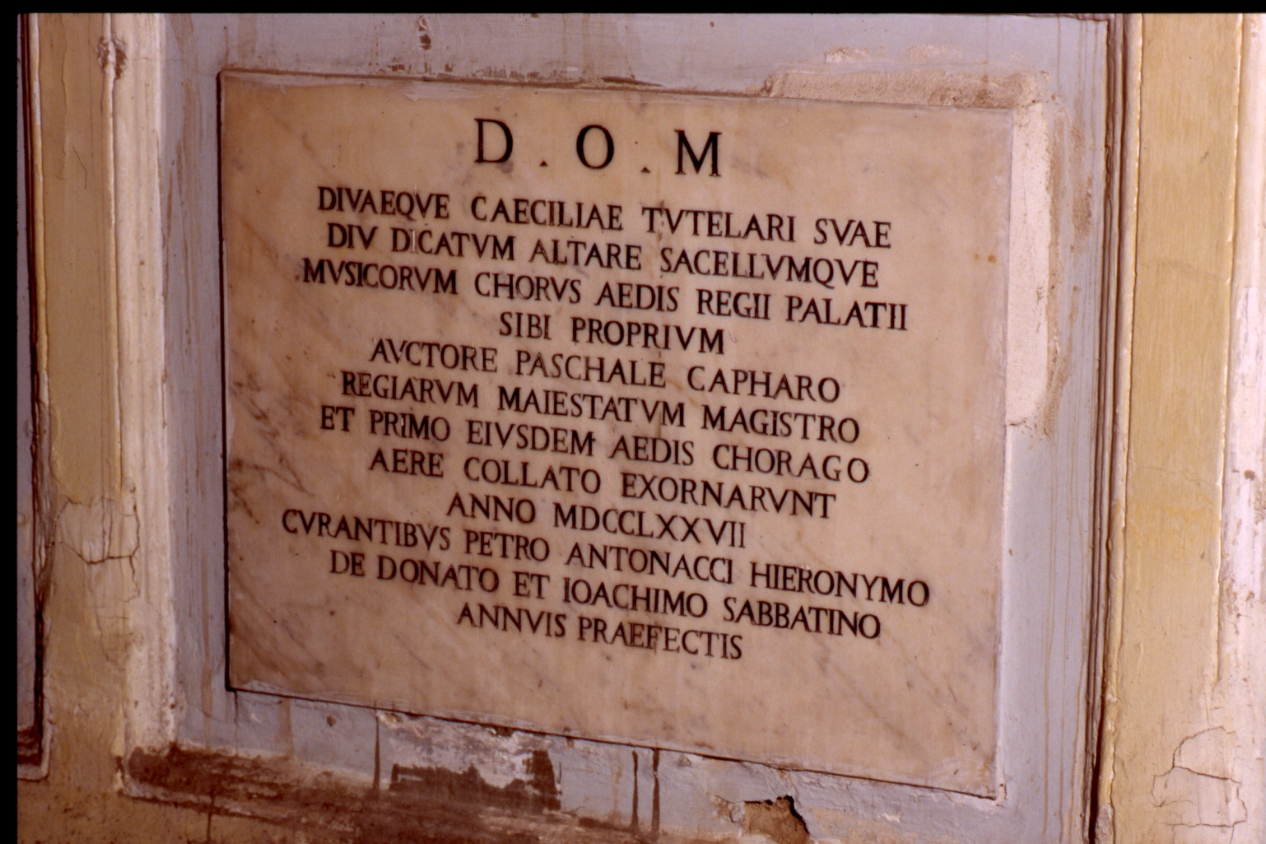 D . O . M
DIVAEQVE CAECILIAE TVTELARI SVAE
DIV DICATVM ALTARE SACELLVMQVE
MVSICORVM CHORVS AEDIS REGII PALATII
SIBI PROPRIVM
AVCTORE PASCHALE CAPHARO
REGIARVM MAIESTATVM MAGISTRO
ET PRIMO EIVSDEM AEDIS CHORAGO
AERE COLLATO EXORNARVNT
ANNO MDCCLXXVII
CVRANTIBVS PETRO ANTONACCI HIERONYMO
DE DONATO ET IOACHIMO SABBATINO
ANNVIS PRAEFECTIS